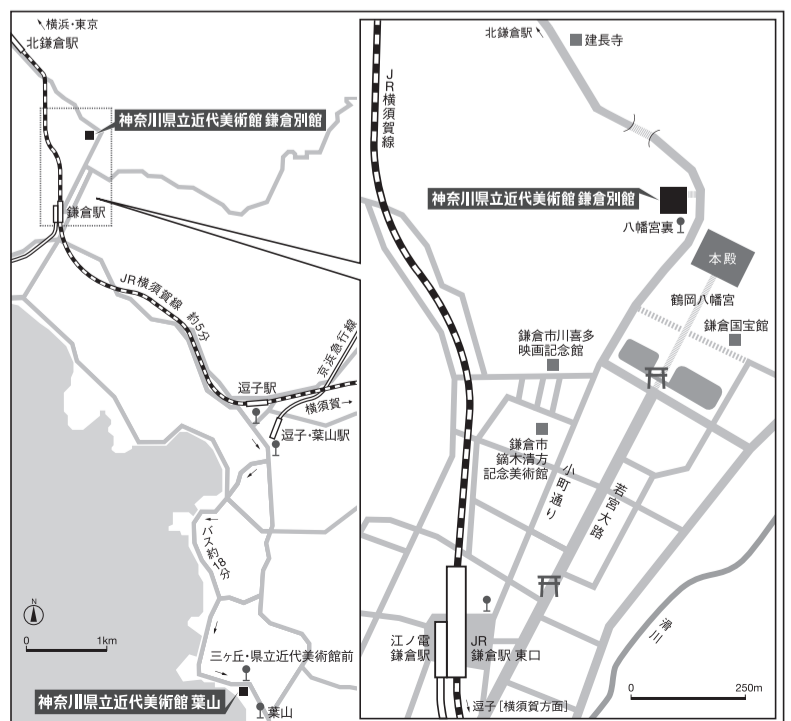 横浜・東京
北鎌倉駅
神奈川県立近代美術館 鎌倉別館
鎌倉駅
JR横須賀線 約5分
京浜急行線
逗子駅
横須賀
逗子・葉山駅
バス約18分
N
0 1km
三ヶ丘・県立近代美術館前
神奈川県立近代美術館 葉山
葉山
北鎌倉駅
建長寺
JR横須賀線
神奈川県立近代美術館 鎌倉別館
八幡宮裏
本殿
鶴岡八幡宮
鎌倉国宝館
鎌倉市川喜多
映画記念館
鎌倉市
鏑木清方
記念美術館
小町通り
若宮大路
滑川
江ノ電
鎌倉駅
JR
鎌倉駅 東口
逗子[横須賀方面]
0 250m